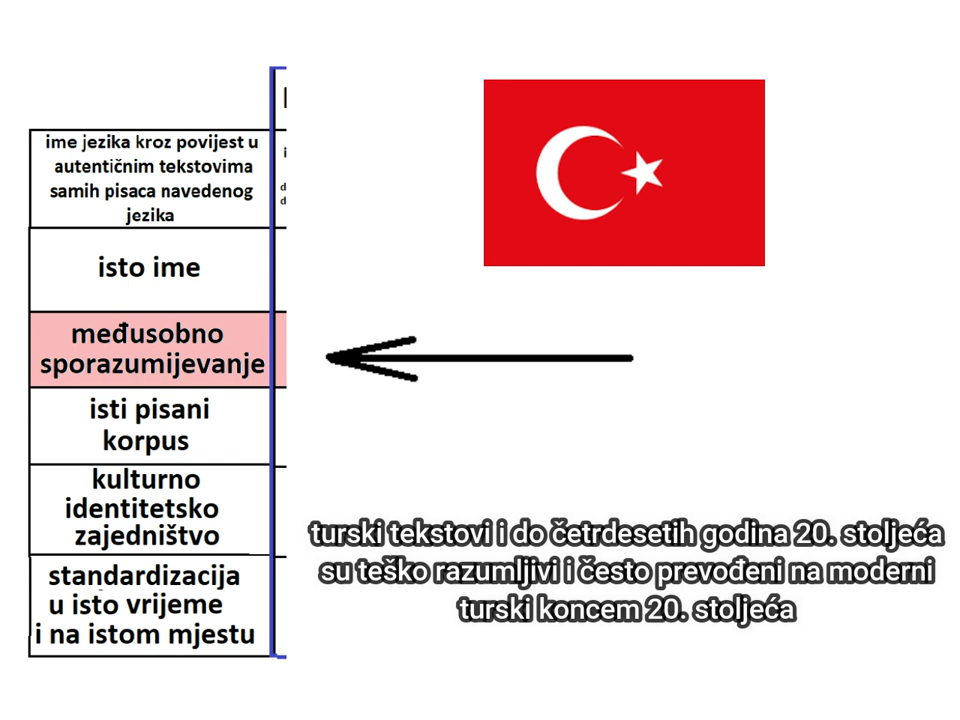 ime jezika kroz povijest u
autentičnim tekstovima
samih pisaca navedenog
jezika
isto ime
međusobno
sporazumijevanje
isti pisani
korpus
kulturno
identitetsko
zajedništvo
standardizacija
u isto vrijeme
i na istom mjestu
turski tekstovi i do četrdesetih godina 20. stoljeća
su teško razumljivi i često prevođeni na moderni
turski koncem 20. stoljeća